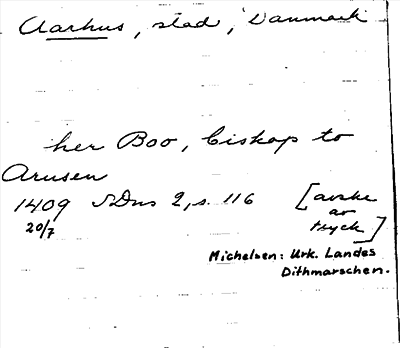 Aarhus, stad, Danmark
her Boo, biskop to
Arusen
1409 SDns 2, s. 116 [avskr
20/7 av
tryck]
Michelsen: Urk. Landes
Dithmarschen.